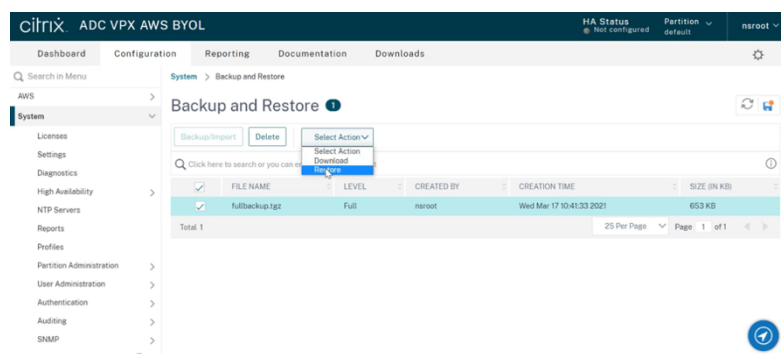 citrix. ADC VPX AWS BYOL
HA Status
Not configured
Partition
default
nsroot
Dashboard Configuration Reporting Documentation Downloads
Search in Menu
AWS
System
Licenses
Settings
Diagnostics
High Availability
NTP Servers
Reports
Profiles
Partition Administration
User Administration
Authentication
Auditing
SNMP
System > Backup and Restore
Backup and Restore 1
Backup/Import Delete Select Action
Select Action
Download
Restore
Click here to search or you can
FILE NAME LEVEL CREATED BY CREATION TIME SIZE (IN KB)
fullbackup.tgz Full nsroot Wed Mar 17 10:41:33 2021 653 KB
Total 1 25 Per Page Page 1 of 1